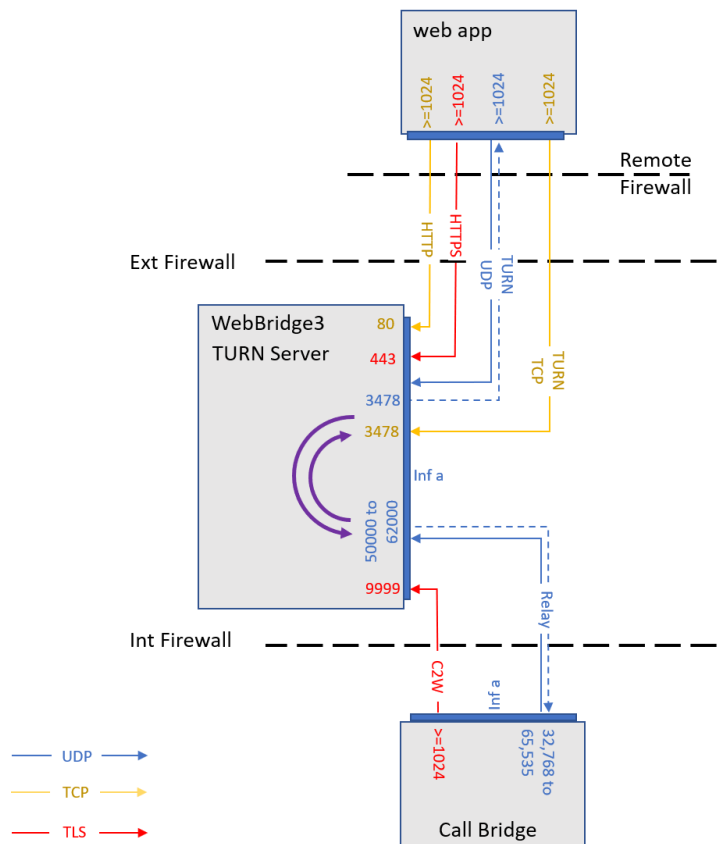 web app
>=1024
>=1024
>=1024
>=1024
Remote
Firewall
HTTP
HTTPS
UDP
TURN
Ext Firewall
WebBridge3
TURN Server
80
443
3478
3478
TURN
TCP
Inf a
50000 to
62000
9999
Relay
Int Firewall
C2W
Inf a
>=1024
32,768 to
65,535
Call Bridge
UDP
TCP
TLS